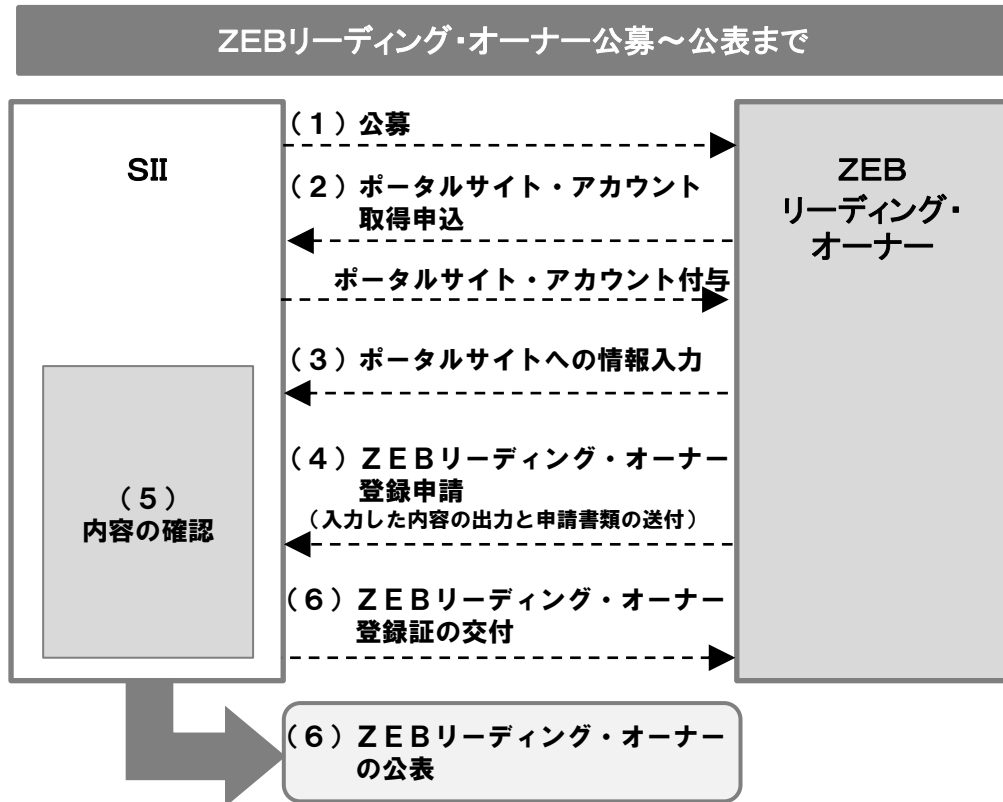 ZEBリーディング・オーナー公募～公表まで
SII
（１）公募
（２）ポータルサイト・アカウント
取得申込
ポータルサイト・アカウント付与
（３）ポータルサイトへの情報入力
（４）ＺＥＢリーディング・オーナー
登録申請
（入力した内容の出力と申請書類の送付）
（５）
内容の確認
（６）ＺＥＢリーディング・オーナー
登録証の交付
ZEB
リーディング・
オーナー
（６）ＺＥＢリーディング・オーナー
の公表